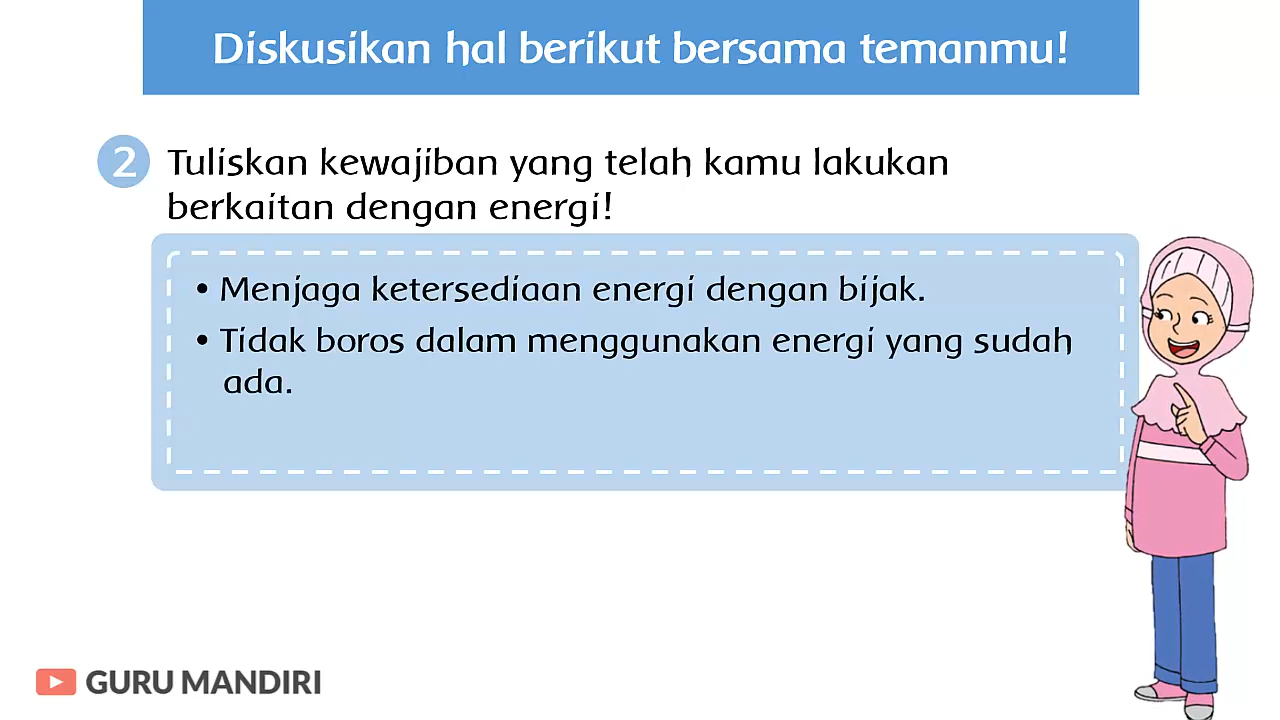 Diskusikan hal berikut bersama temanmu!
2 Tuliskan kewajiban yang telah kamu lakukan
berkaitan dengan energi!
• Menjaga ketersediaan energi dengan bijak.
• Tidak boros dalam menggunakan energi yang sudah
ada.
GURU MANDIRI